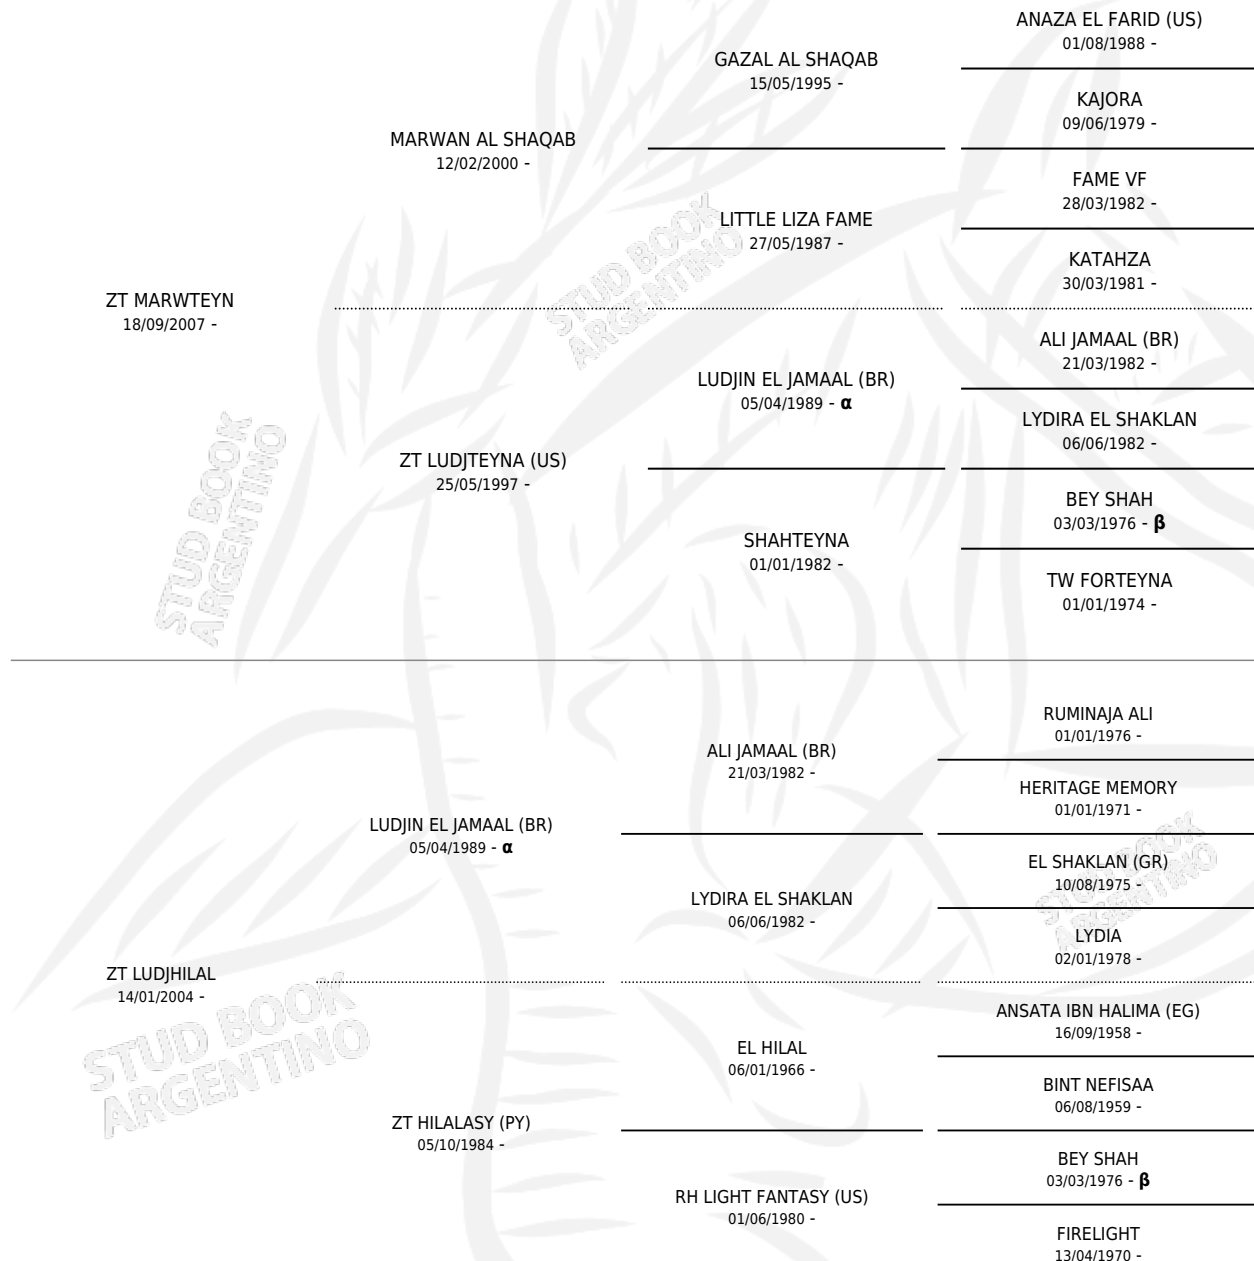 ANAZA EL FARID (US)
01/08/1988 -
GAZAL AL SHAQAB
15/05/1995 -
KAJORA
09/06/1979 -
MARWAN AL SHAQAB
12/02/2000 -
FAME VF
28/03/1982 -
LITTLE LIZA FAME
27/05/1987 -
KATAHZA
30/03/1981 -
ZT MARWTEYN
18/09/2007 -
STUD BOOK
ARGENTINO
ALI JAMAAL (BR)
21/03/1982 -
LUDJIN EL JAMAAL (BR)
05/04/1989 - α
LYDIRA EL SHAKLAN
06/06/1982 -
ZT LUDJTEYNA (US)
25/05/1997 -
BEY SHAH
03/03/1976 - β
SHAHTEYNA
01/01/1982 -
TW FORTEYNA
01/01/1974 -
STUD BOOK
ARGENTINO
RUMINAJA ALI
01/01/1976 -
ALI JAMAAL (BR)
21/03/1982 -
HERITAGE MEMORY
01/01/1971 -
LUDJIN EL JAMAAL (BR)
05/04/1989 - α
EL SHAKLAN (GR)
10/08/1975 -
LYDIRA EL SHAKLAN
06/06/1982 -
LYDIA
02/01/1978 -
STUD BOOK
ARGENTINO
ZT LUDJHILAL
14/01/2004 -
ANSATA IBN HALIMA (EG)
16/09/1958 -
EL HILAL
06/01/1966 -
BINT NEFISAA
06/08/1959 -
STUD BOOK
ARGENTINO
ZT HILALASY (PY)
05/10/1984 -
BEY SHAH
03/03/1976 - β
RH LIGHT FANTASY (US)
01/06/1980 -
FIRELIGHT
13/04/1970 -